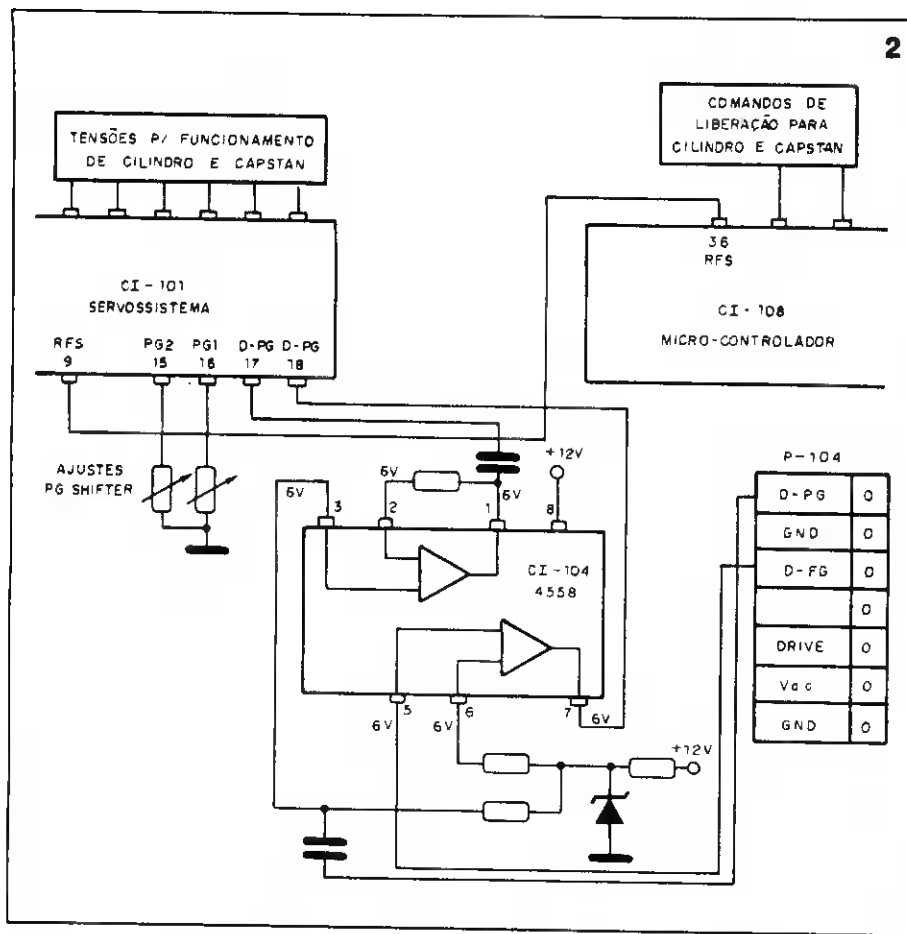 2
TENSÕES P/ FUNCIONAMENTO
DE CILINDRO E CAPSTAN
COMANDOS DE
LIBERAÇÃO PARA
CILINDRO E CAPSTAN
36
RFS
CI-101
SERVOSSISTEMA
CI-108
MICRO-CONTROLADOR
RFS PG2 PG1 D-PG D-PG
9 15 16 17 18
AJUSTES
PG SHIFTER
+12V
6V
6V
6V
3 2 1 8
CI-104
4558
5 6 7
6V 6V 6V
+12V
P-104
D-PG O
GND O
D-FG O
O
DRIVE O
Vac O
GND O